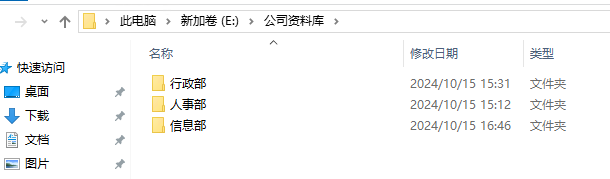 此电脑 › 新加卷 (E:) › 公司资料库 ›
名称 修改日期 类型
快速访问
桌面
下载
文档
图片
行政部 2024/10/15 15:31 文件夹
人事部 2024/10/15 15:12 文件夹
信息部 2024/10/15 16:46 文件夹